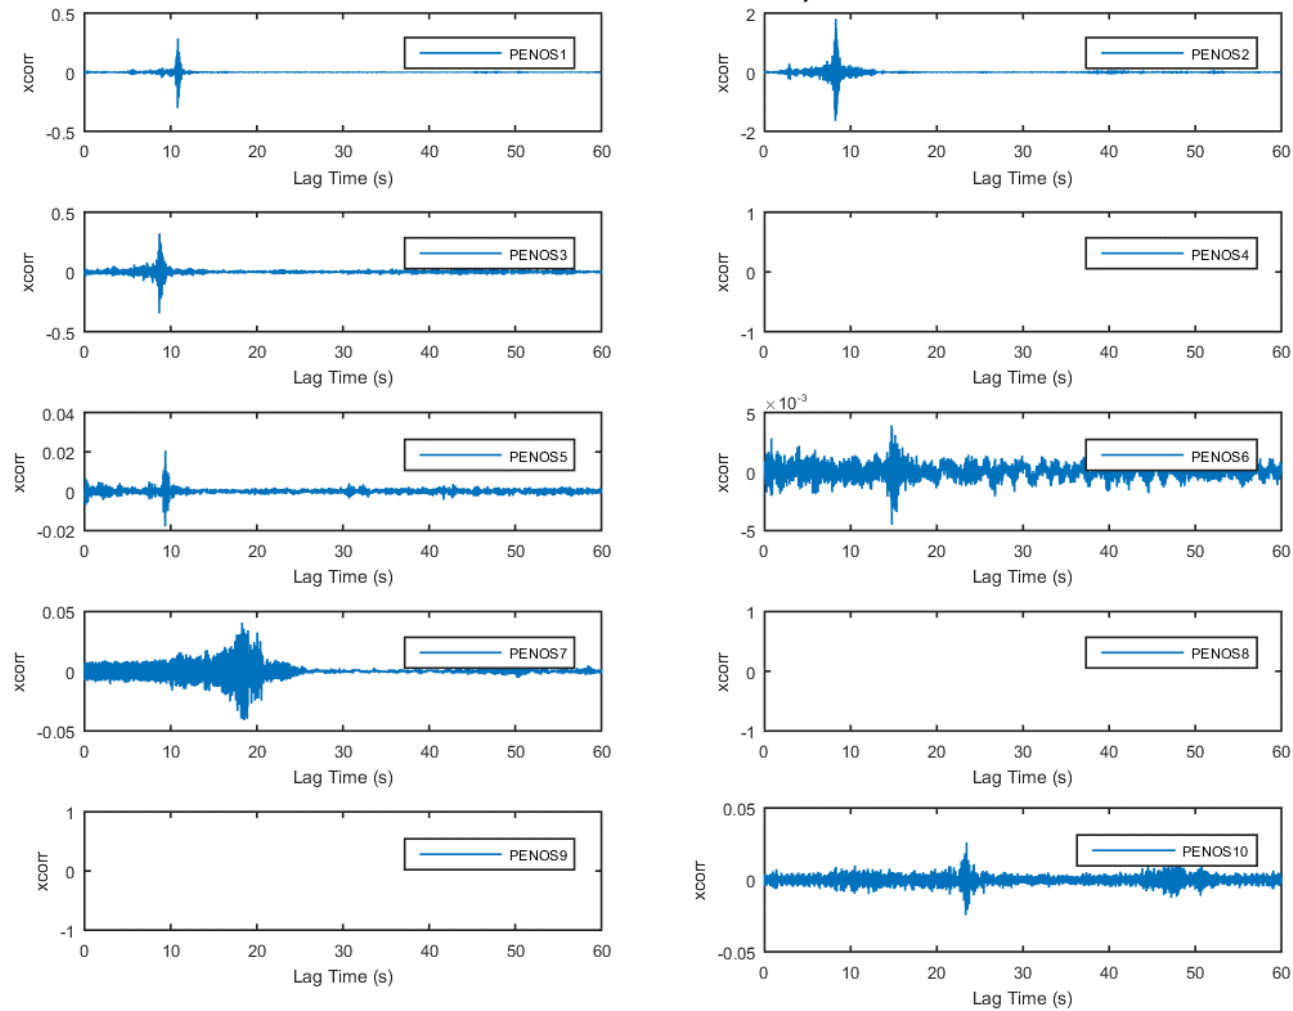 0.5
0
-0.5
xcorr
PENOS1
0 10 20 30 40 50 60
Lag Time (s)
2
0
-2
xcorr
PENOS2
0 10 20 30 40 50 60
Lag Time (s)
0.5
0
-0.5
xcorr
PENOS3
0 10 20 30 40 50 60
Lag Time (s)
1
0
-1
xcorr
PENOS4
0 10 20 30 40 50 60
Lag Time (s)
0.04
0.02
0
-0.02
xcorr
PENOS5
0 10 20 30 40 50 60
Lag Time (s)
×10⁻³
5
0
-5
xcorr
PENOS6
0 10 20 30 40 50 60
Lag Time (s)
0.05
0
-0.05
xcorr
PENOS7
0 10 20 30 40 50 60
Lag Time (s)
1
0
-1
xcorr
PENOS8
0 10 20 30 40 50 60
Lag Time (s)
1
0
-1
xcorr
PENOS9
0 10 20 30 40 50 60
Lag Time (s)
0.05
0
-0.05
xcorr
PENOS10
0 10 20 30 40 50 60
Lag Time (s)